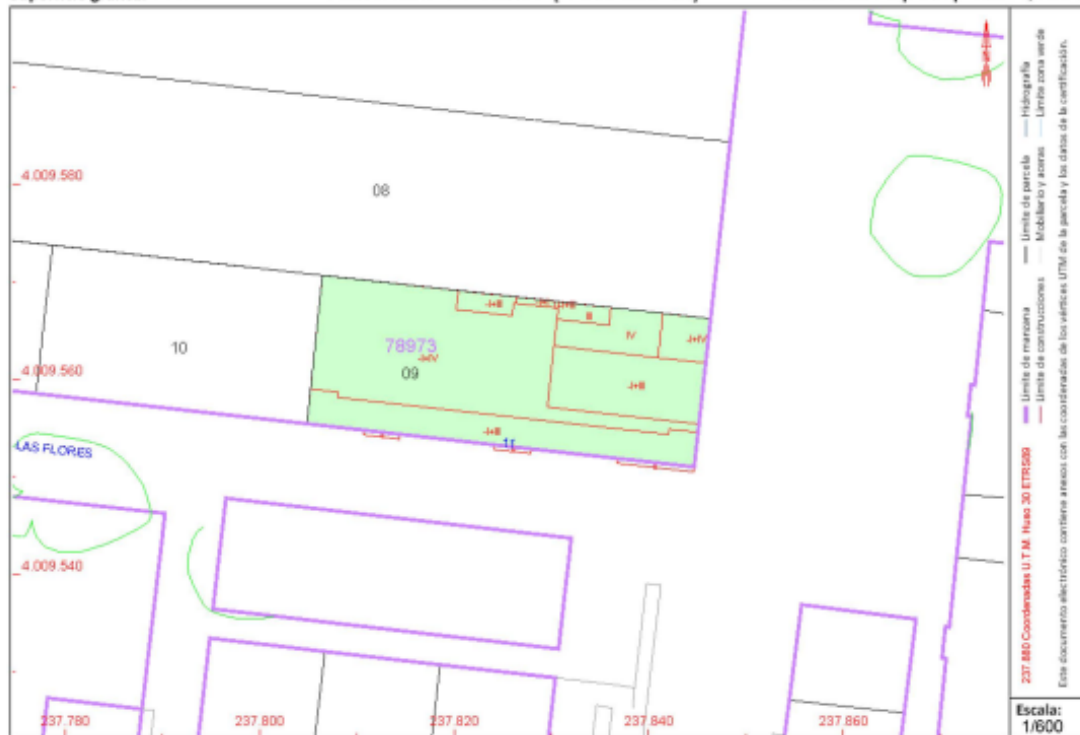 4.009.580
08
78973
-I+III
III
IV
-I+IV
-I+IV
10
4.009.560
09
-I+III
-I+III
LAS FLORES
4.009.540
237.780
237.800
237.820
237.840
237.860
237.880 Coordenadas U.T.M. Huso 30 ETRS89
Límite de manzana
Límite de construcciones
Límite de parcela
Mobiliario y aceras
Hidrografía
Límite zona verde
Este documento electrónico contiene anexos con las coordenadas de los vértices UTM de la parcela y los datos de la certificación.
Escala:
1/600